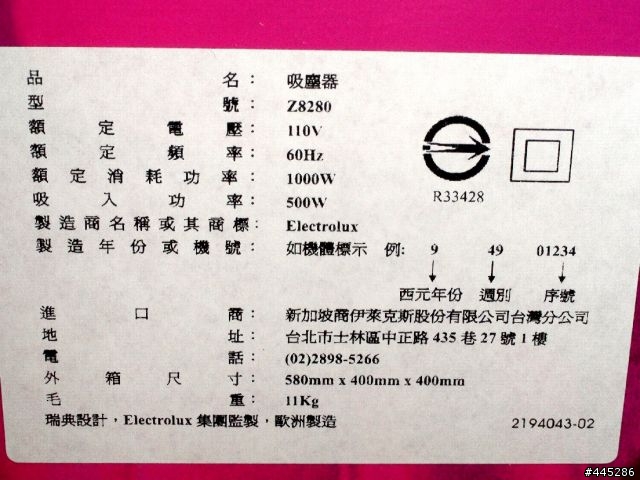 品名：吸塵器
型號：Z8280
額定電壓：110V
額定頻率：60Hz
額定消耗功率：1000W
吸入功率：500W
R33428
製造商名稱或其商標：Electrolux
製造年份或機號：如機體標示 例: 9 49 01234
西元年份 週別 序號
進口商：新加坡商伊萊克斯股份有限公司台灣分公司
地址：台北市士林區中正路 435 巷 27 號 1 樓
電話：(02)2898-5266
外箱尺寸：580mm x 400mm x 400mm
毛重：11Kg
瑞典設計，Electrolux 集團監製，歐洲製造
2194043-02
#445286